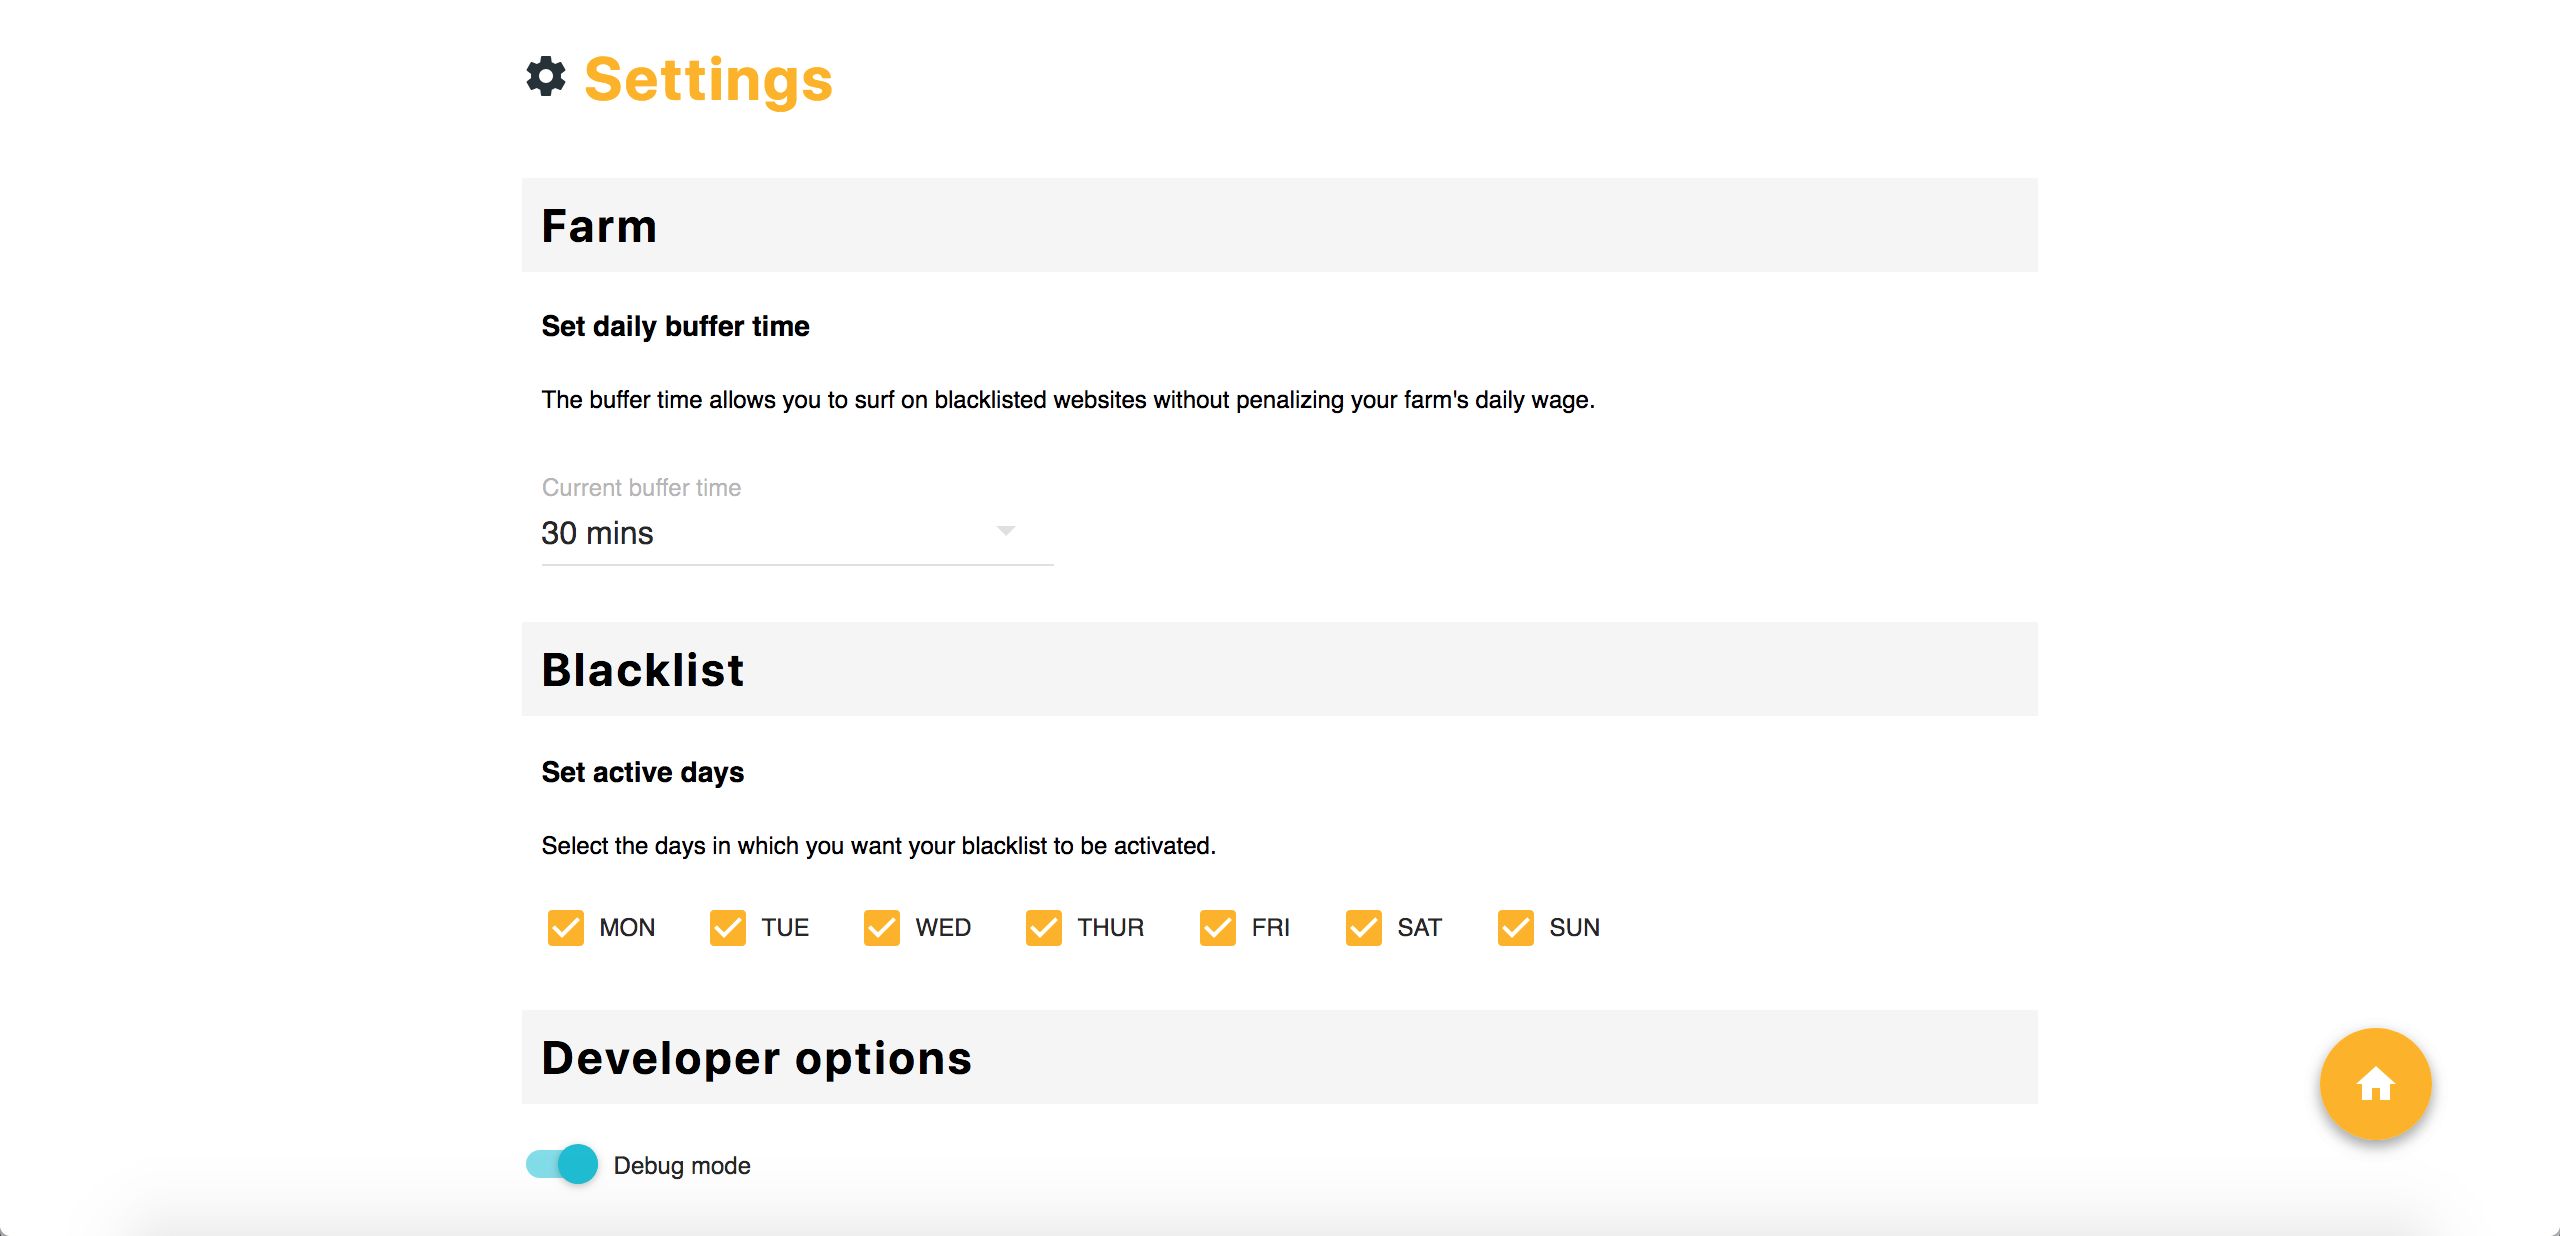 Settings
Farm
Set daily buffer time
The buffer time allows you to surf on blacklisted websites without penalizing your farm's daily wage.
Current buffer time
30 mins
Blacklist
Set active days
Select the days in which you want your blacklist to be activated.
MON TUE WED THUR FRI SAT SUN
Developer options
Debug mode